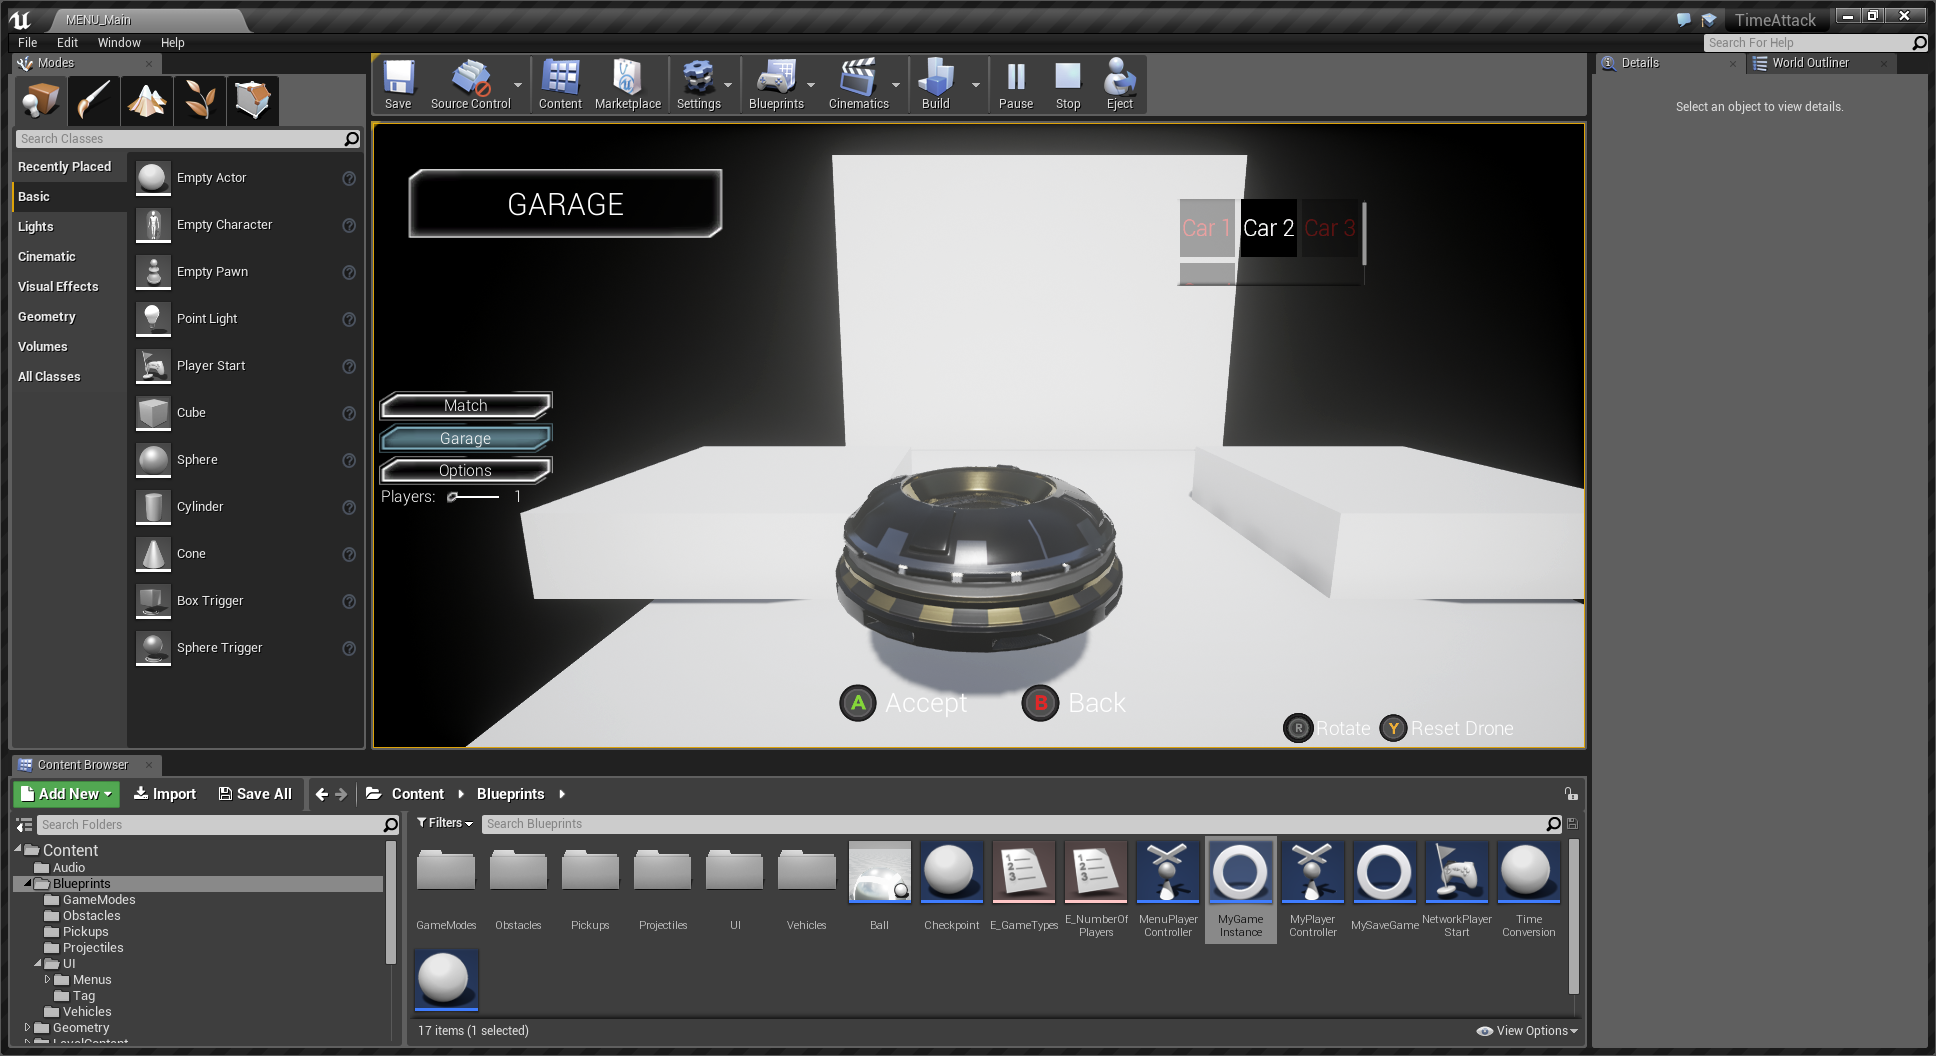 MENU_Main
TimeAttack
File Edit Window Help
Search For Help
Modes
Search Classes
Recently Placed
Basic
Lights
Cinematic
Visual Effects
Geometry
Volumes
All Classes
Empty Actor
Empty Character
Empty Pawn
Point Light
Player Start
Cube
Sphere
Cylinder
Cone
Box Trigger
Sphere Trigger
Save Source Control Content Marketplace Settings Blueprints Cinematics Build Pause Stop Eject
GARAGE
Car 1 Car 2 Car 3
Match
Garage
Options
Players: 1
A Accept B Back
R Rotate Y Reset Drone
Details World Outliner
Select an object to view details.
Content Browser
Add New Import Save All Content Blueprints
Search Folders
Content
Audio
Blueprints
GameModes
Obstacles
Pickups
Projectiles
UI
Menus
Tag
Vehicles
Geometry
LevelContent
Filters Search Blueprints
GameModes Obstacles Pickups Projectiles UI Vehicles Ball Checkpoint E_GameTypes
E_NumberOf
Players
MenuPlayer
Controller
MyGame
Instance
MyPlayer
Controller
MySaveGame
NetworkPlayer
Start
Time
Conversion
17 items (1 selected)
View Options